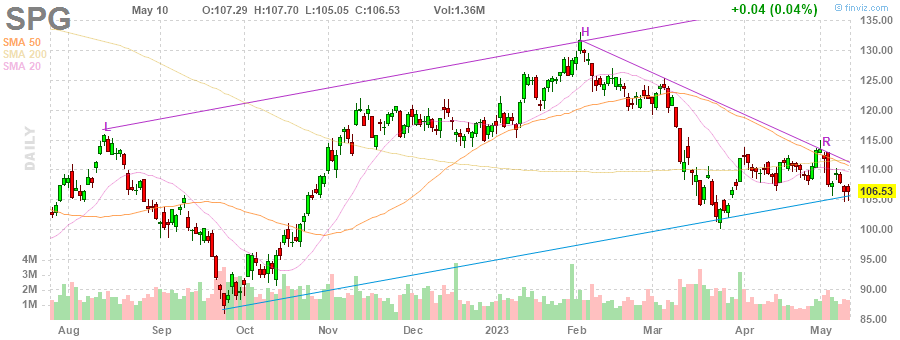 SPG May 10 O:107.29 H:107.70 L:105.05 C:106.53 Vol:1.36M +0.04 (0.04%) © finviz.com
SMA 50
SMA 200
SMA 20
DAILY
L
H
R
135.00
130.00
125.00
120.00
115.00
110.00
106.53
105.00
100.00
95.00
90.00
85.00
4M
3M
2M
1M
Aug Sep Oct Nov Dec 2023 Feb Mar Apr May